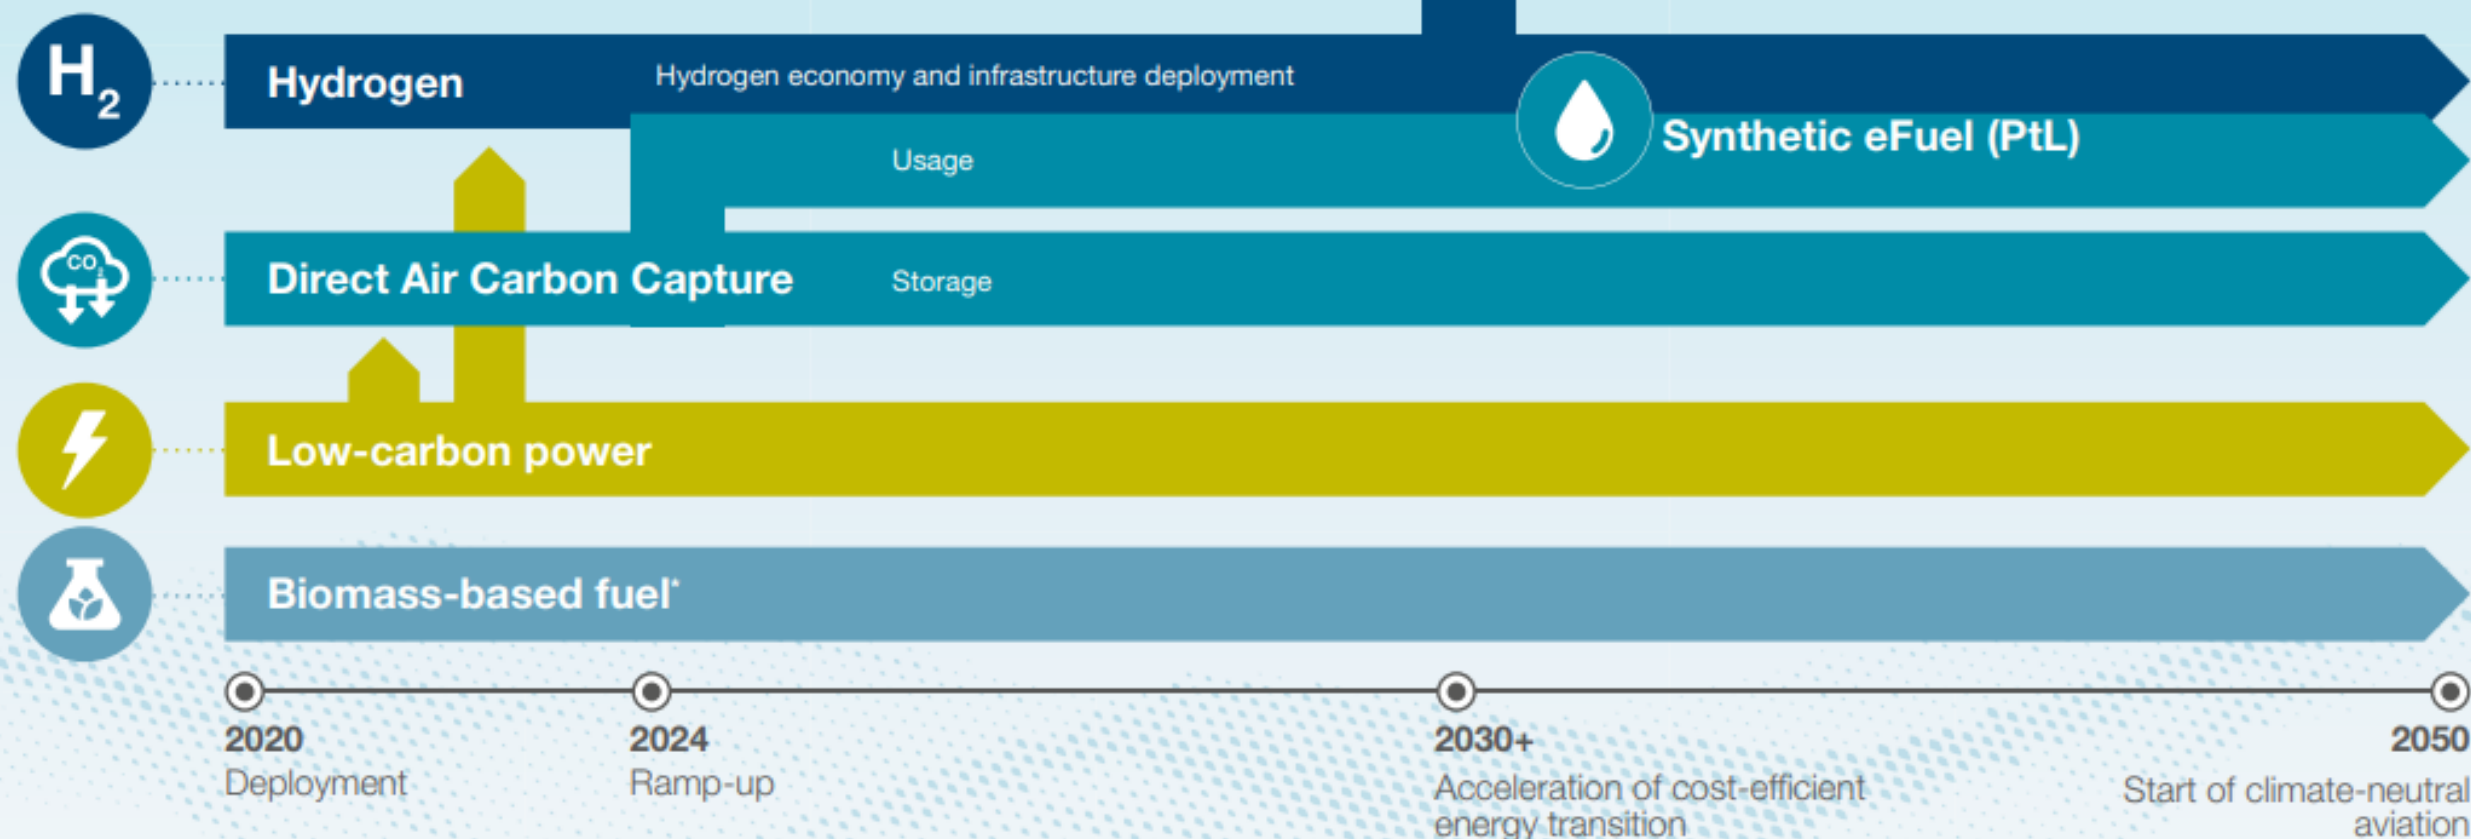 H2
Hydrogen
Hydrogen economy and infrastructure deployment
Synthetic eFuel (PtL)
Usage
CO2
Direct Air Carbon Capture
Storage
Low-carbon power
Biomass-based fuel*
2020
Deployment
2024
Ramp-up
2030+
Acceleration of cost-efficient
energy transition
2050
Start of climate-neutral
aviation